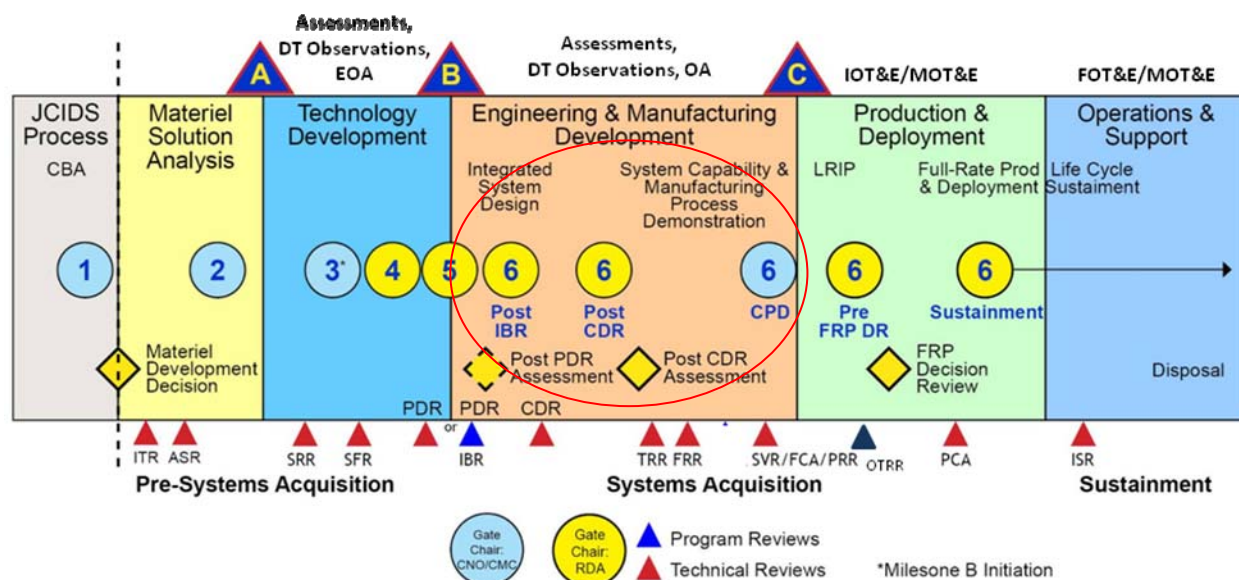 Assessments,
DT Observations,
EOA
Assessments,
DT Observations, OA
IOT&E/MOT&E
FOT&E/MOT&E
A
B
C
JCIDS
Process
CBA
Materiel
Solution
Analysis
Technology
Development
Engineering & Manufacturing
Development
Integrated
System
Design
System Capability &
Manufacturing
Process
Demonstration
Production &
Deployment
LRIP
Full-Rate Prod
& Deployment
Operations &
Support
Life Cycle
Sustaiment
1
2
3*
4
5
6
Post
IBR
6
Post
CDR
6
CPD
6
Pre
FRP DR
6
Sustainment
Materiel
Development
Decision
Post PDR
Assessment
Post CDR
Assessment
FRP
Decision
Review
Disposal
PDR
or
PDR
CDR
ITR
ASR
SRR
SFR
IBR
TRR
FRR
SVR/FCA/PRR
OTRR
PCA
ISR
Pre-Systems Acquisition
Systems Acquisition
Sustainment
Gate
Chair:
CNO/CMC
Gate
Chair:
RDA
Program Reviews
Technical Reviews
*Milesone B Initiation